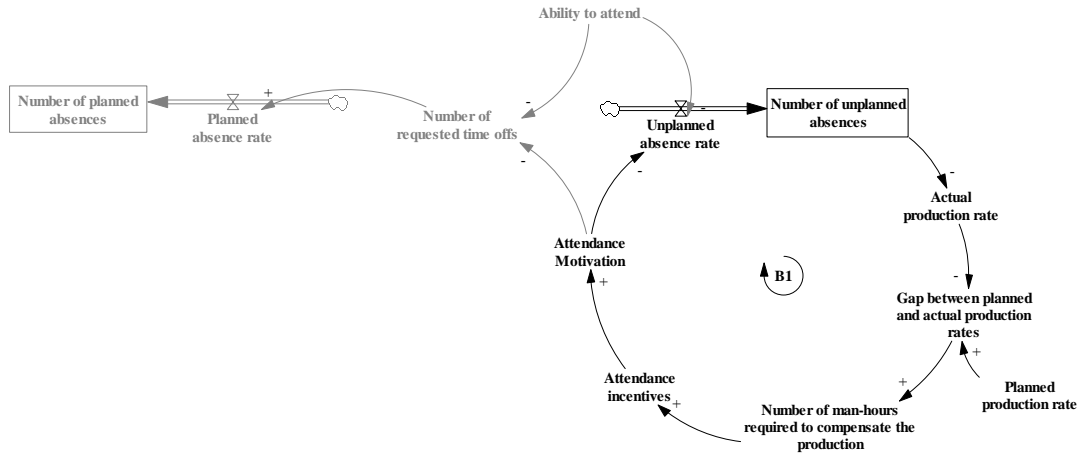 Ability to attend
-
-
Number of planned
absences
+
Planned
absence rate
Number of
requested time offs
-
Unplanned
absence rate
-
Number of unplanned
absences
-
Actual
production rate
-
Gap between planned
and actual production
rates
+
Planned
production rate
+
Number of man-hours
required to compensate the
production
+
Attendance
incentives
+
Attendance
Motivation
B1